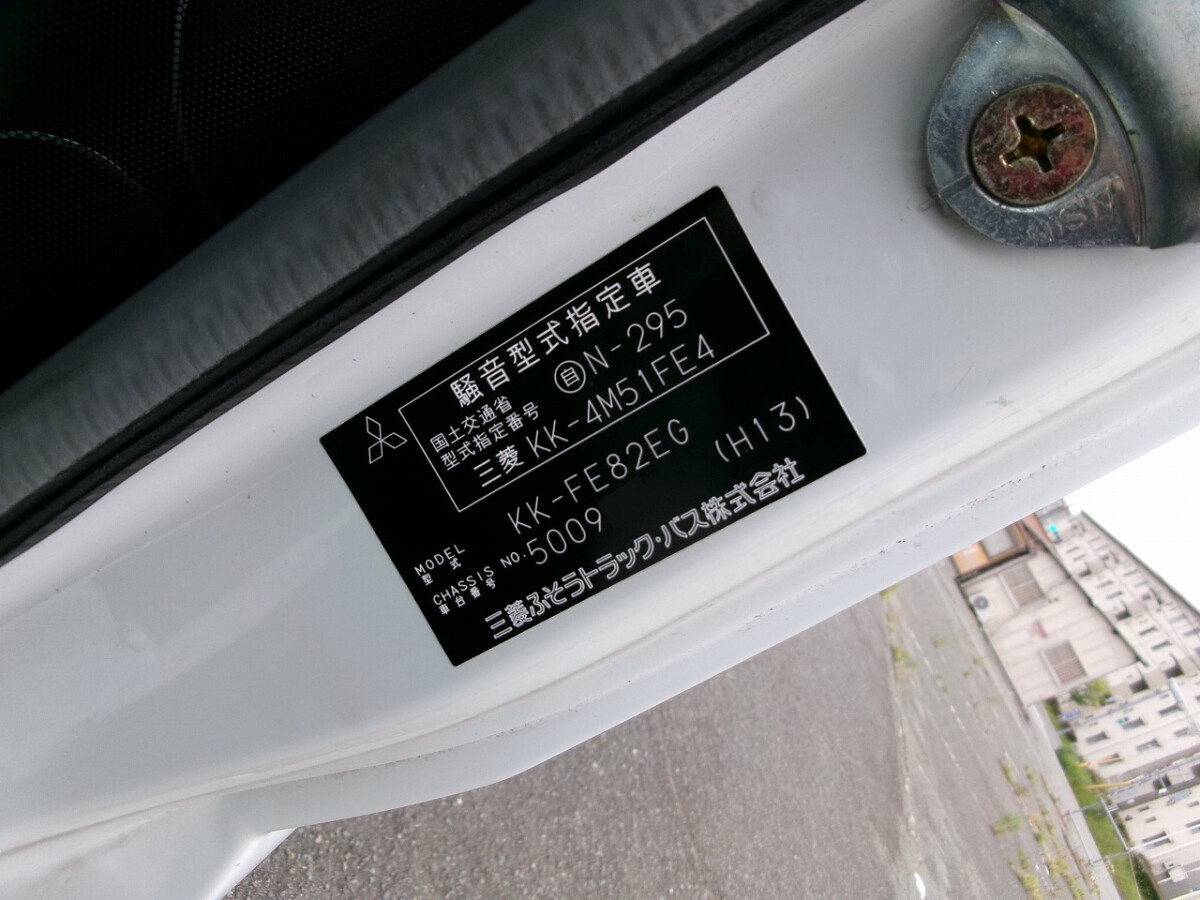 騒音型式指定車
国土交通省
型式指定番号 自N-295
三菱 KK-4M51FE4
MODEL
型式 KK-FE82EG
CHASSIS NO.
車台番号 5009 (H13)
三菱ふそうトラック・バス株式会社